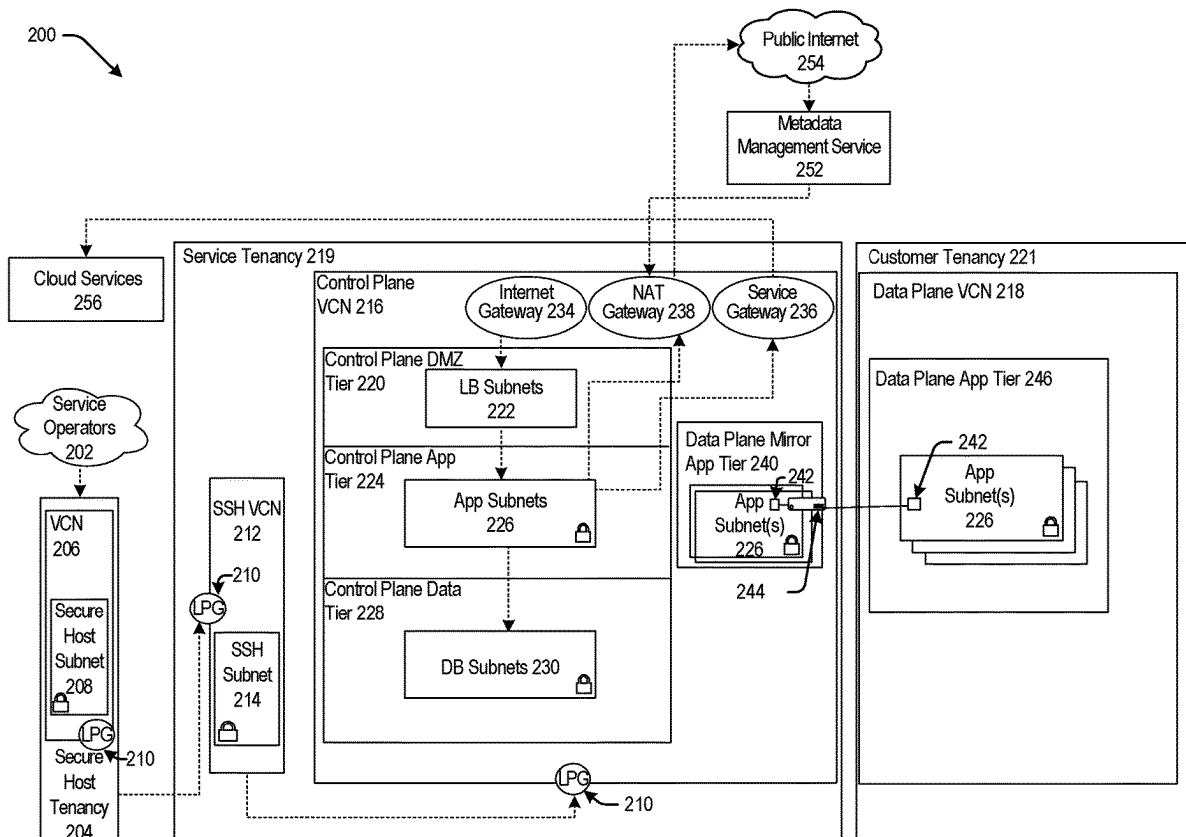 200
Public Internet
254
Metadada
Management Service
252
Cloud Services
256
Service Tenancy 219
Customer Tenancy 221
Control Plane
VCN 216
Internet
Gateway 234
NAT
Gateway 238
Service
Gateway 236
Data Plane VCN 218
Control Plane DMZ
Tier 220
LB Subnets
222
Data Plane App Tier 246
Service
Operators
202
Control Plane App
Tier 224
App Subnets
226
Data Plane Mirror
App Tier 240
242
App
Subnet(s)
226
244
242
App
Subnet(s)
226
VCN
206
Secure
Host
Subnet
208
LPG
210
Secure
Host
Tenancy
204
SSH VCN
212
210
LPG
SSH
Subnet
214
Control Plane Data
Tier 228
DB Subnets 230
LPG
210